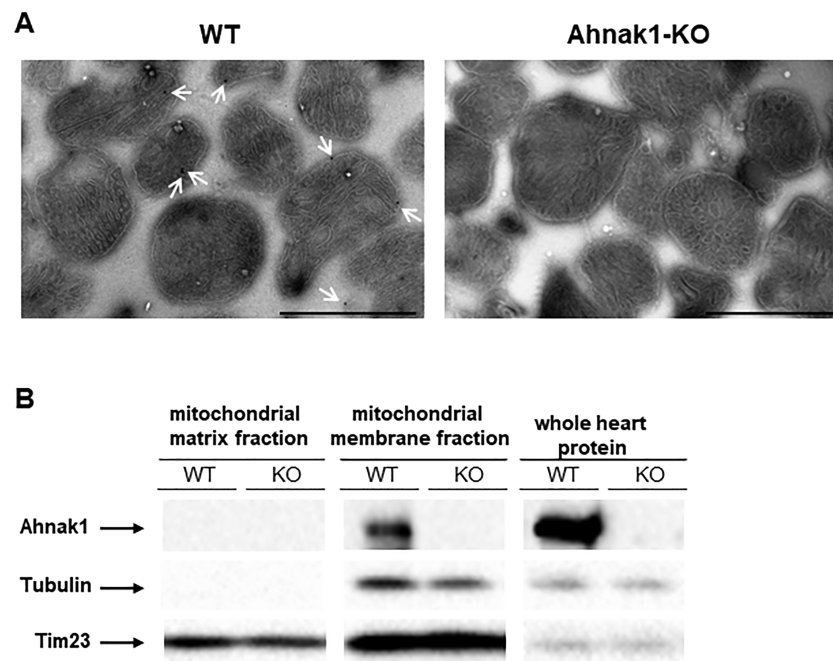 A
WT
Ahnak1-KO
B
mitochondrial
matrix fraction
mitochondrial
membrane fraction
whole heart
protein
WT
KO
WT
KO
WT
KO
Ahnak1
Tubulin
Tim23